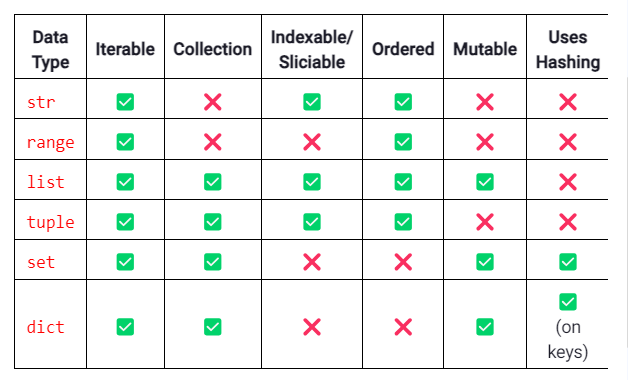 Data Type Iterable Collection Indexable/ Sliciable Ordered Mutable Uses Hashing
str ✅ ❌ ✅ ✅ ❌ ❌
range ✅ ❌ ❌ ✅ ❌ ❌
list ✅ ✅ ✅ ✅ ✅ ❌
tuple ✅ ✅ ✅ ✅ ❌ ❌
set ✅ ✅ ❌ ❌ ✅ ✅
dict ✅ ✅ ❌ ❌ ✅ ✅ (on keys)